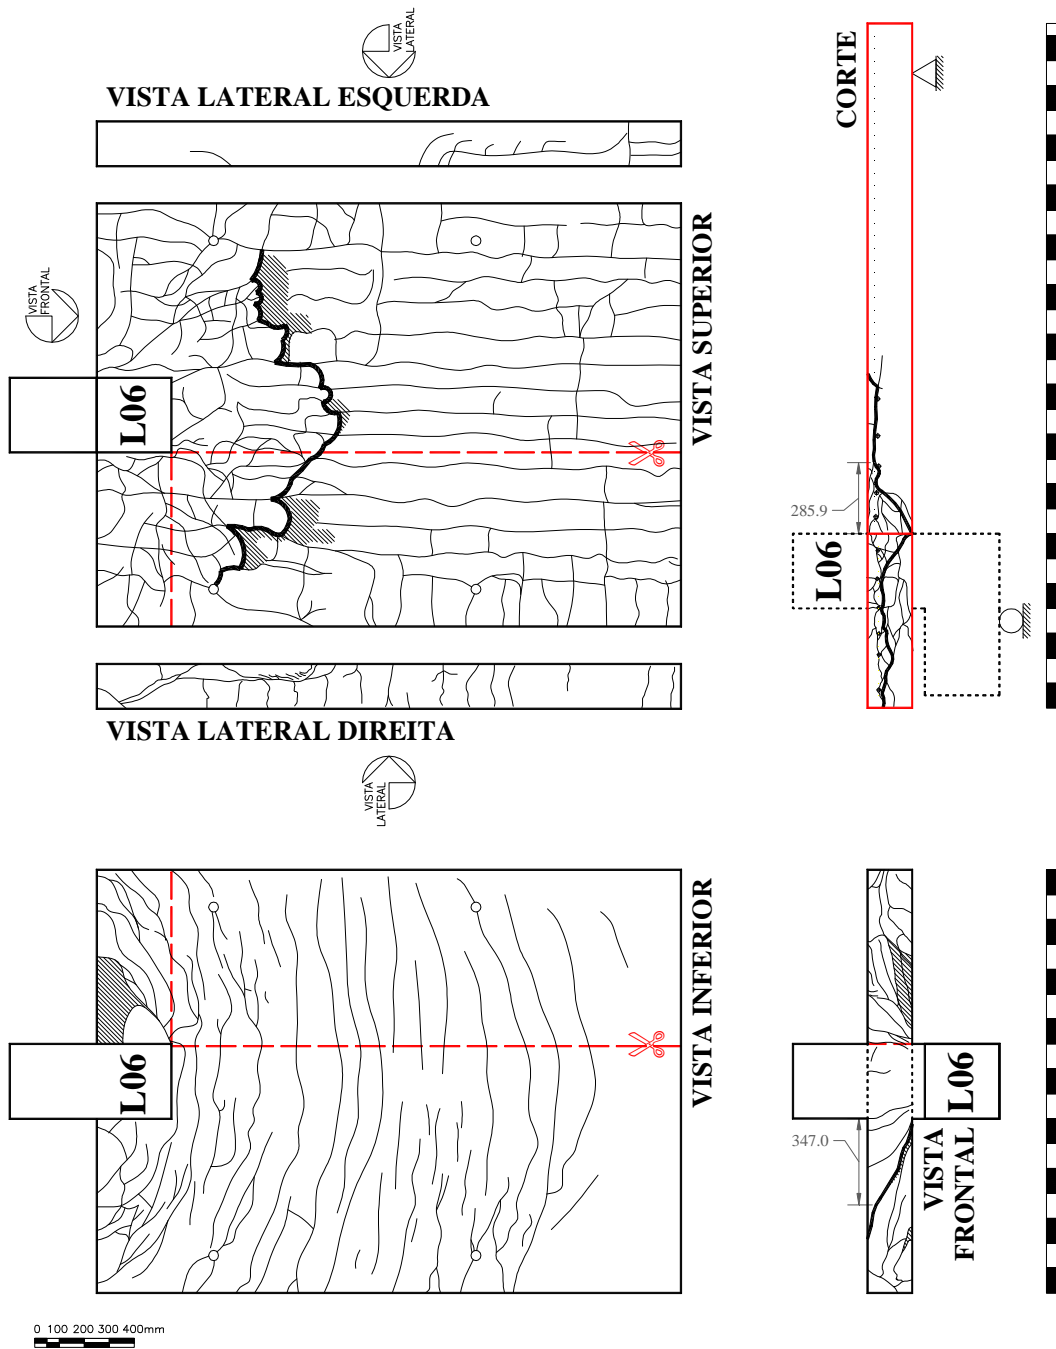 VISTA
LATERAL
VISTA LATERAL ESQUERDA
CORTE
VISTA
FRONTAL
L06
VISTA SUPERIOR
285.9
L06
VISTA LATERAL DIREITA
VISTA
LATERAL
L06
VISTA INFERIOR
L06
347.0
VISTA
FRONTAL
0 100 200 300 400mm